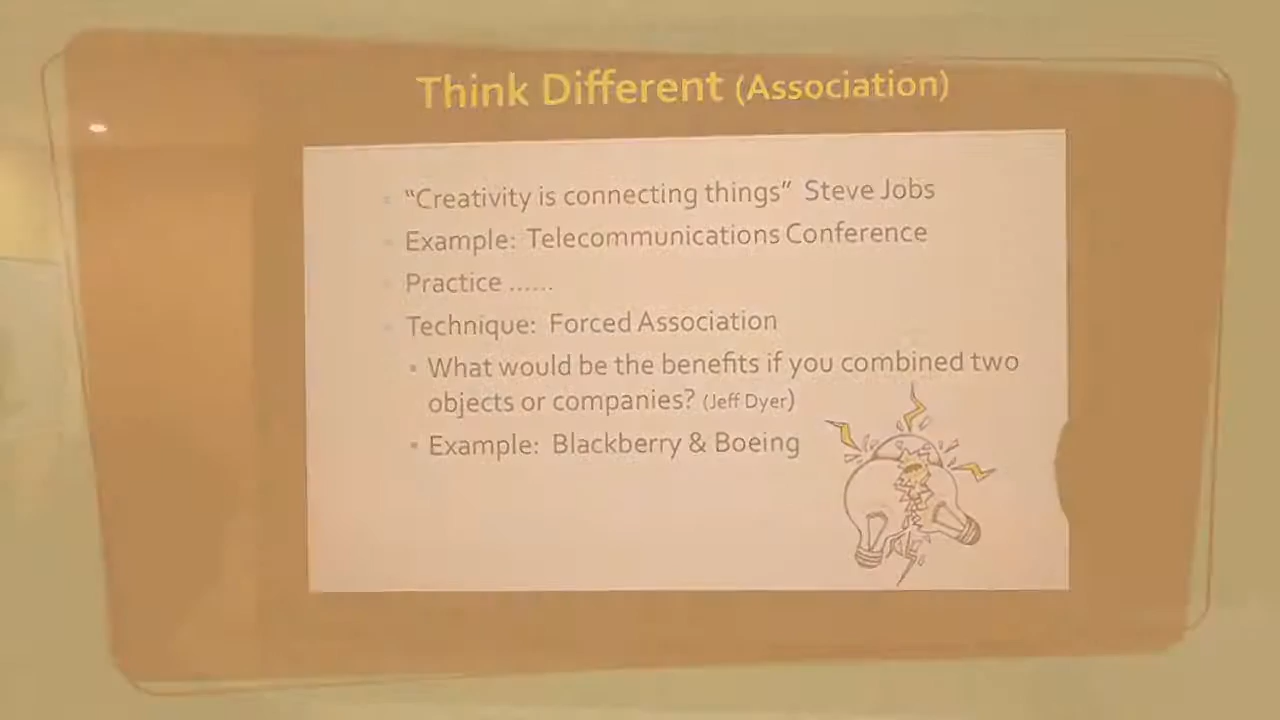 Think Different (Association)
"Creativity is connecting things" Steve Jobs
Example: Telecommunications Conference
Practice ......
Technique: Forced Association
What would be the benefits if you combined two
objects or companies? (Jeff Dyer)
Example: Blackberry & Boeing